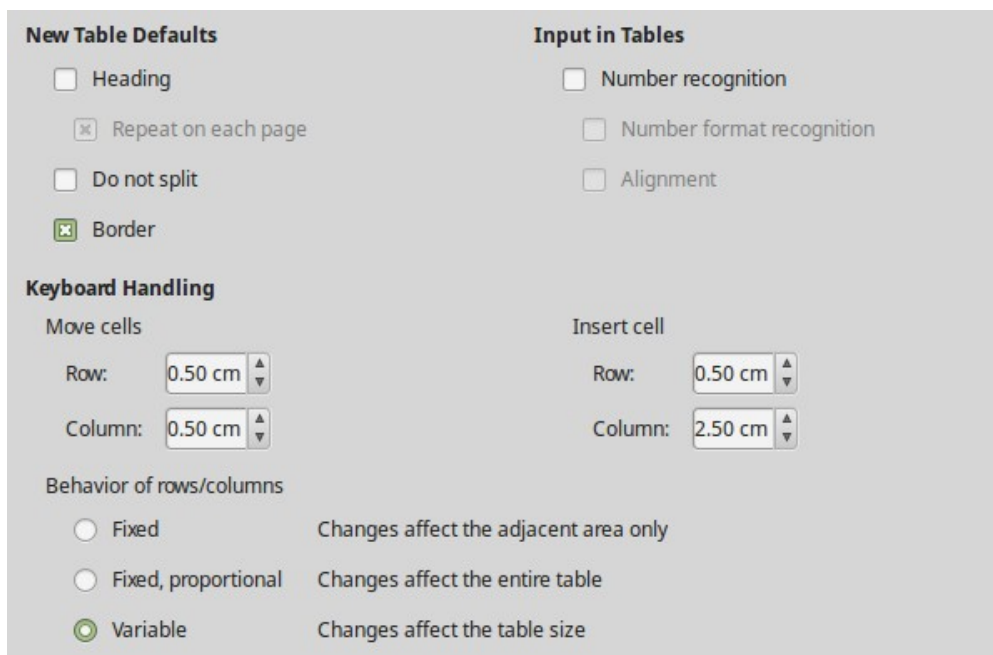 New Table Defaults
Heading
Repeat on each page
Do not split
Border
Input in Tables
Number recognition
Number format recognition
Alignment
Keyboard Handling
Move cells
Row: 0.50 cm
Column: 0.50 cm
Insert cell
Row: 0.50 cm
Column: 2.50 cm
Behavior of rows/columns
Fixed Changes affect the adjacent area only
Fixed, proportional Changes affect the entire table
Variable Changes affect the table size